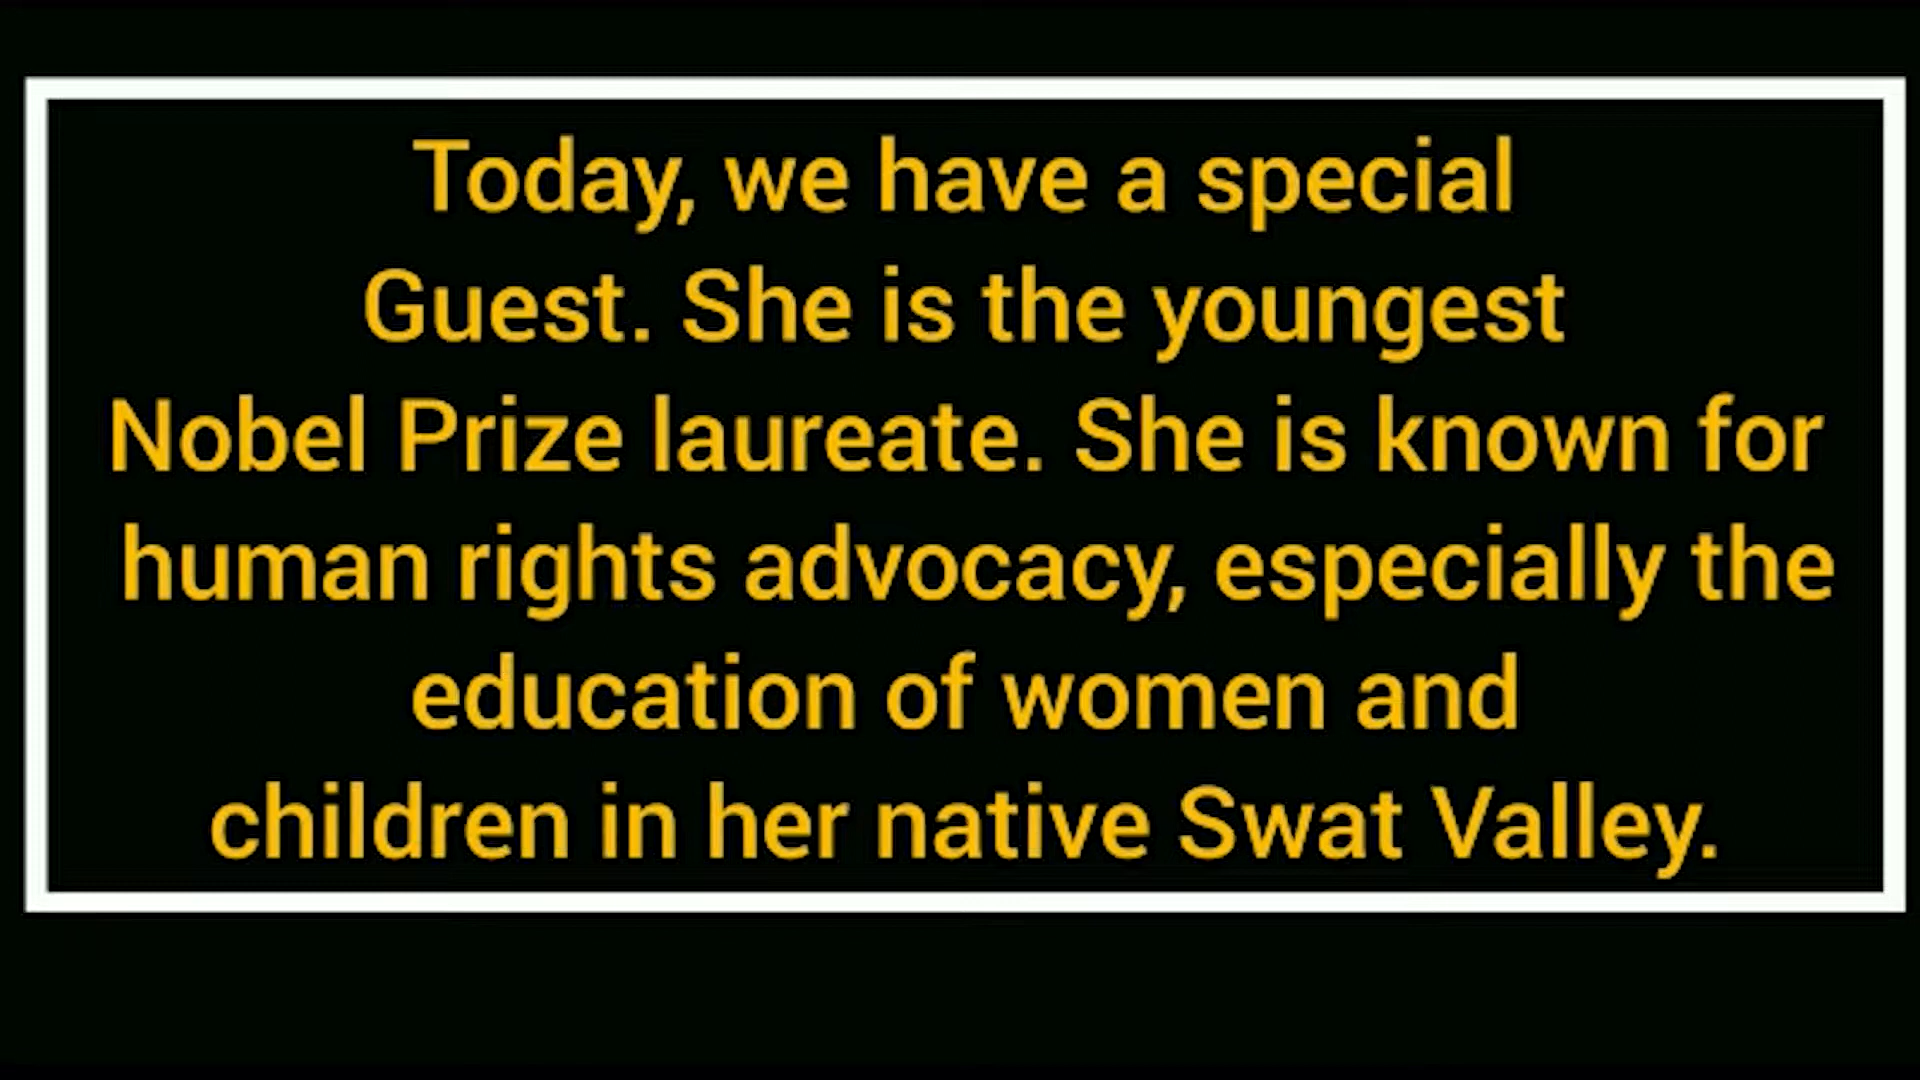 Today, we have a special
Guest. She is the youngest
Nobel Prize laureate. She is known for
human rights advocacy, especially the
education of women and
children in her native Swat Valley.